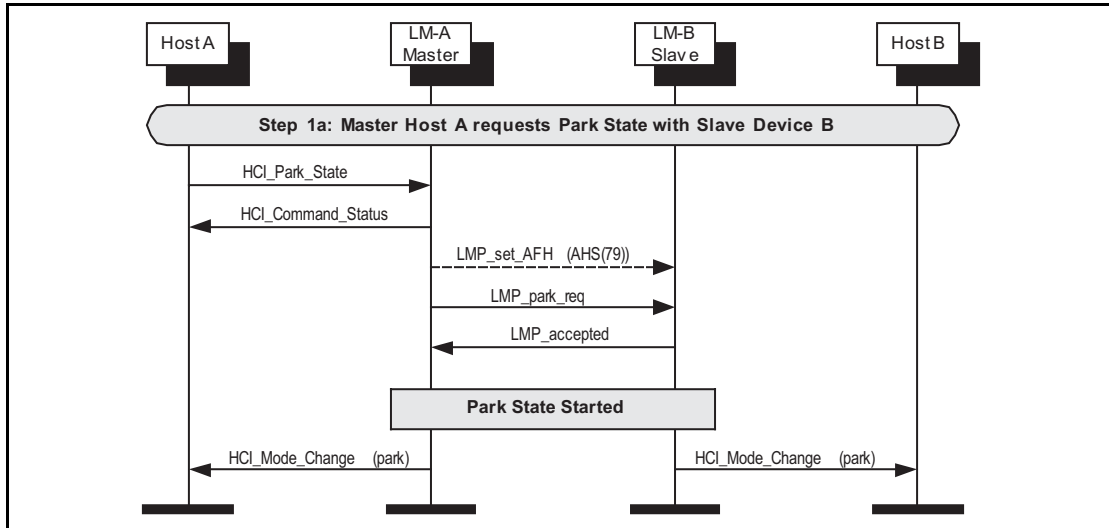 Host A
LM-A
Master
LM-B
Slave
Host B
Step 1a: Master Host A requests Park State with Slave Device B
HCI_Park_State
HCI_Command_Status
LMP_set_AFH (AHS(79))
LMP_park_req
LMP_accepted
Park State Started
HCI_Mode_Change (park)
HCI_Mode_Change (park)